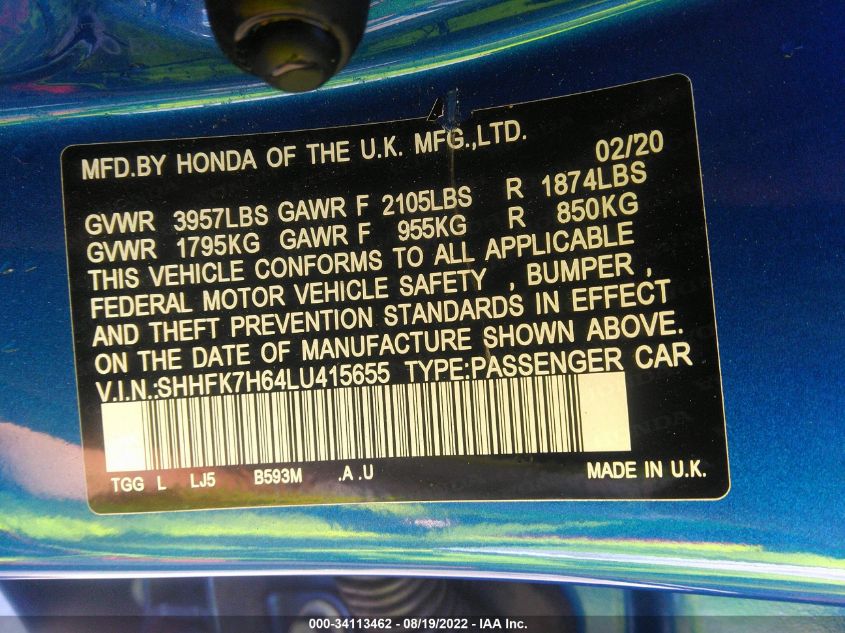 MFD.BY HONDA OF THE U.K. MFG.,LTD. 02/20
GVWR 3957LBS GAWR F 2105LBS R 1874LBS
GVWR 1795KG GAWR F 955KG R 850KG
THIS VEHICLE CONFORMS TO ALL APPLICABLE
FEDERAL MOTOR VEHICLE SAFETY , BUMPER ,
AND THEFT PREVENTION STANDARDS IN EFFECT
ON THE DATE OF MANUFACTURE SHOWN ABOVE.
V.I.N.:SHHFK7H64LU415655 TYPE:PASSENGER CAR
TGG L LJ5 B593M .A .U MADE IN U.K.
000-34113462 - 08/19/2022 - IAA Inc.